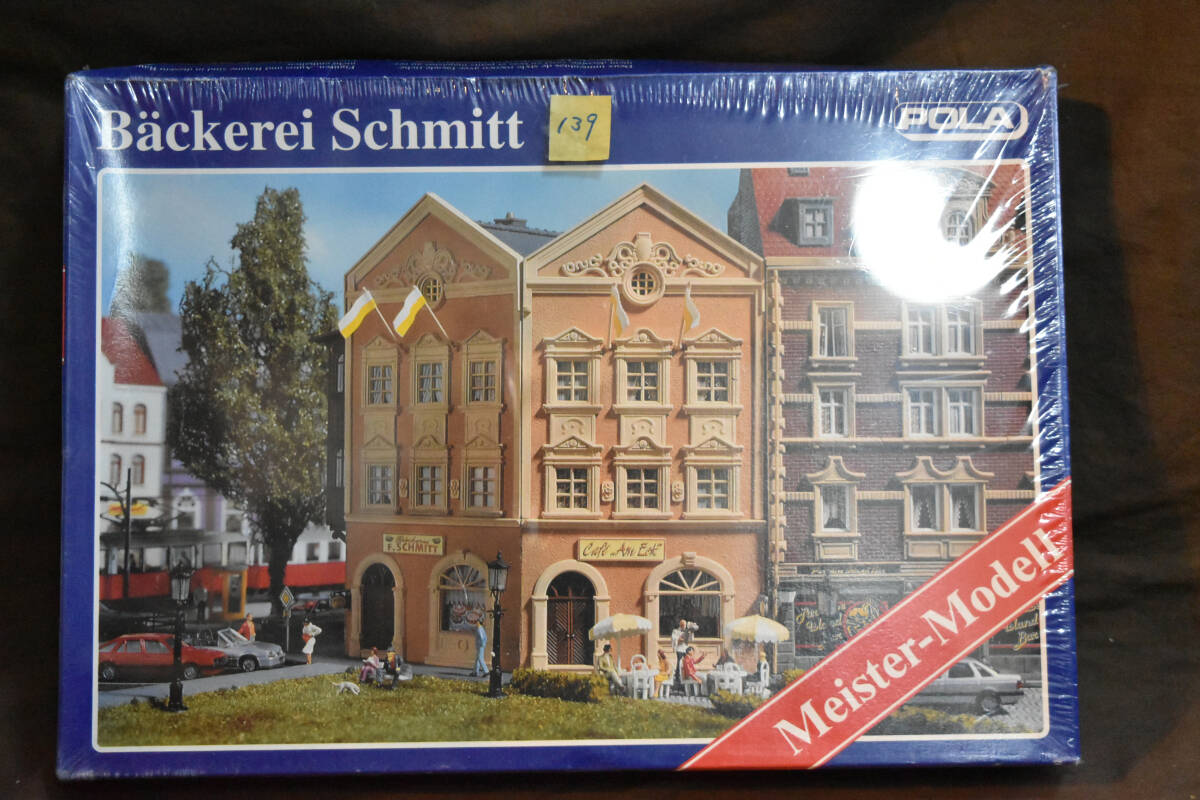 Bäckerei Schmitt
139
POLA
F. SCHMITT
Café "Am Eck"
Meister-Modell